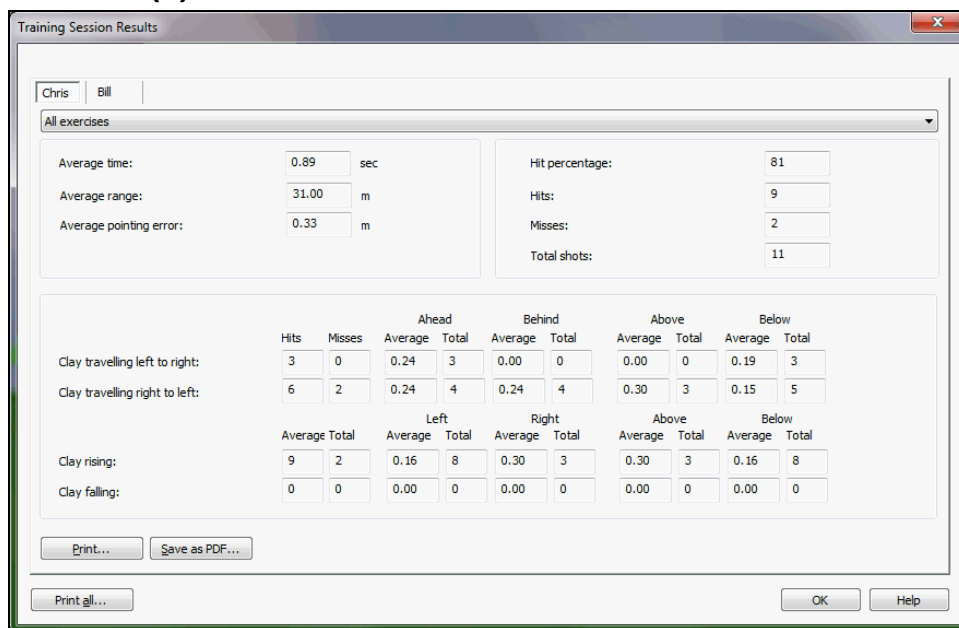 Training Session Results
Chris Bill
All exercises
Average time: 0.89 sec
Average range: 31.00 m
Average pointing error: 0.33 m
Hit percentage: 81
Hits: 9
Misses: 2
Total shots: 11
Ahead Behind Above Below
Hits Misses Average Total Average Total Average Total Average Total
Clay travelling left to right: 3 0 0.24 3 0.00 0 0.00 0 0.19 3
Clay travelling right to left: 6 2 0.24 4 0.24 4 0.30 3 0.15 5
Left Right Above Below
Average Total Average Total Average Total Average Total Average Total
Clay rising: 9 2 0.16 8 0.30 3 0.30 3 0.16 8
Clay falling: 0 0 0.00 0 0.00 0 0.00 0 0.00 0
Print... Save as PDF...
Print all... OK Help